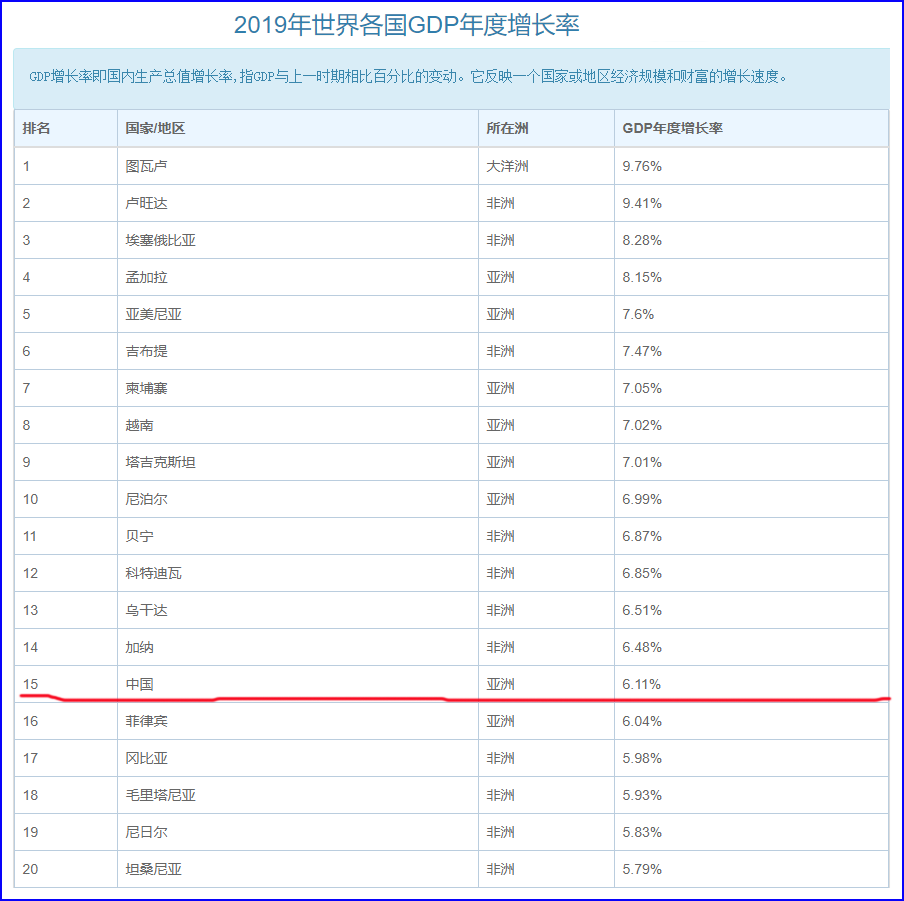 2019年世界各国GDP年度增长率
GDP增长率即国内生产总值增长率,指GDP与上一时期相比百分比的变动。它反映一个国家或地区经济规模和财富的增长速度。
排名 国家/地区 所在洲 GDP年度增长率
1 图瓦卢 大洋洲 9.76%
2 卢旺达 非洲 9.41%
3 埃塞俄比亚 非洲 8.28%
4 孟加拉 亚洲 8.15%
5 亚美尼亚 亚洲 7.6%
6 吉布提 非洲 7.47%
7 柬埔寨 亚洲 7.05%
8 越南 亚洲 7.02%
9 塔吉克斯坦 亚洲 7.01%
10 尼泊尔 亚洲 6.99%
11 贝宁 非洲 6.87%
12 科特迪瓦 非洲 6.85%
13 乌干达 非洲 6.51%
14 加纳 非洲 6.48%
15 中国 亚洲 6.11%
16 菲律宾 亚洲 6.04%
17 冈比亚 非洲 5.98%
18 毛里塔尼亚 非洲 5.93%
19 尼日尔 非洲 5.83%
20 坦桑尼亚 非洲 5.79%